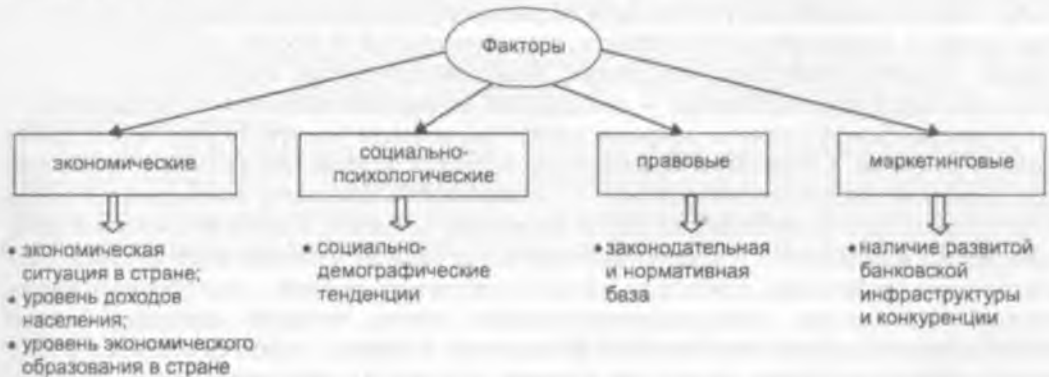 Факторы
экономические
социально-
психологические
правовые
маркетинговые
• экономическая
ситуация в стране;
• уровень доходов
населения;
• уровень экономического
образования в стране
• социально-
демографические
тенденции
• законодательная
и нормативная
база
• наличие развитой
банковской
инфраструктуры
и конкуренции